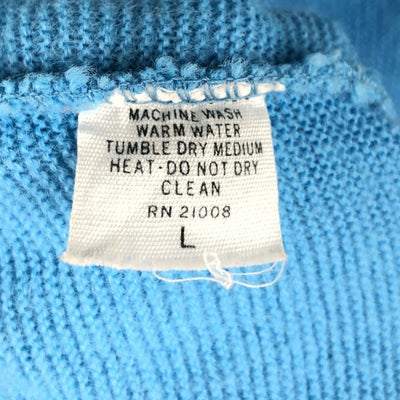 MACHINE WASH
WARM WATER
TUMBLE DRY MEDIUM
HEAT-DO NOT DRY
CLEAN
RN 21008
L